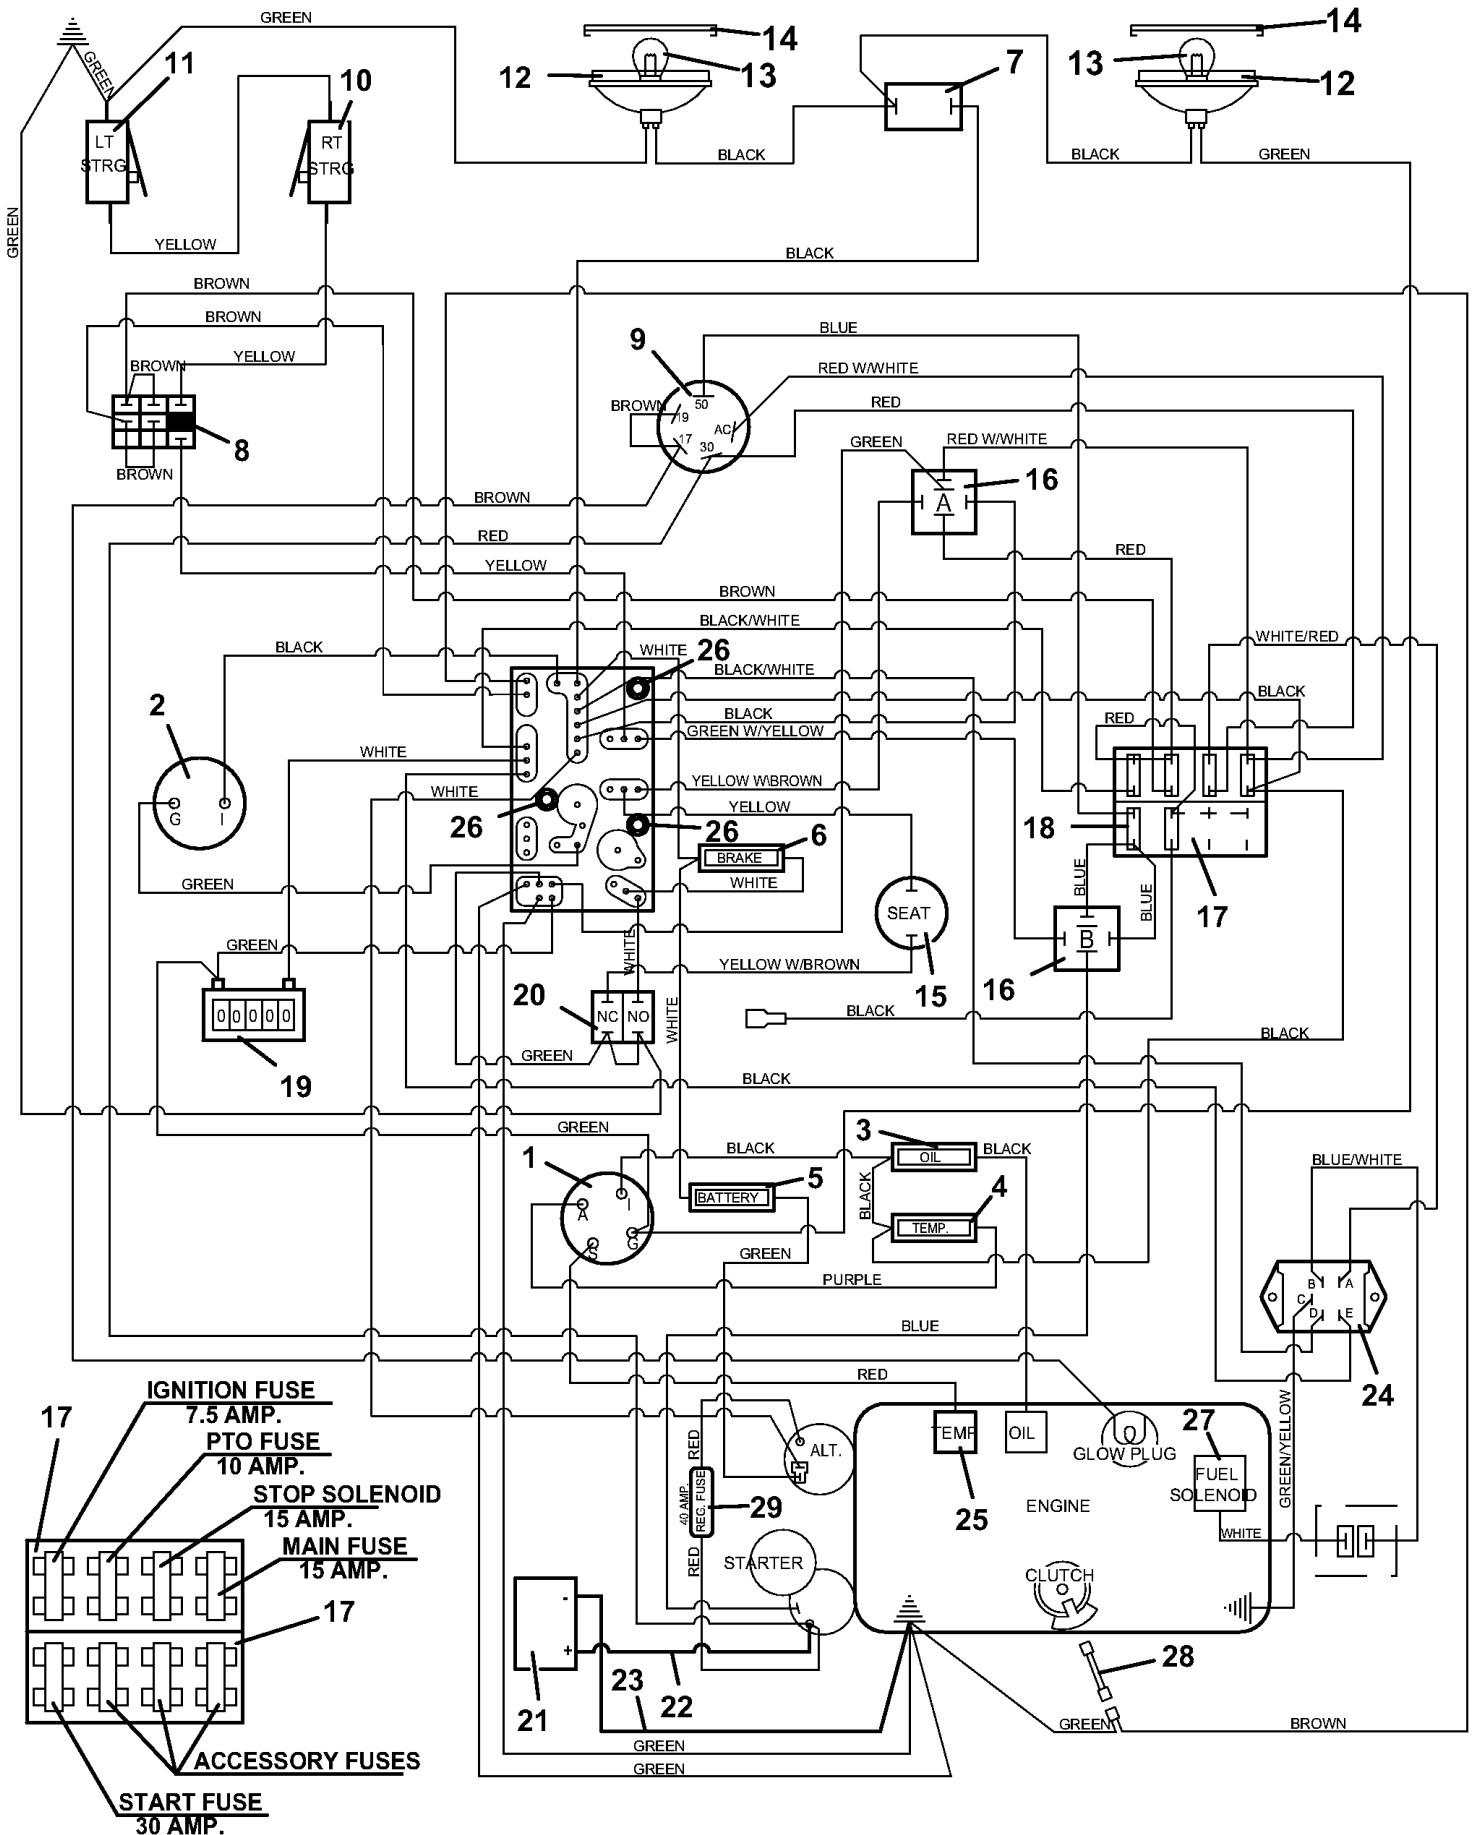 GREEN
14
14
GREEN
11
10
12
13
7
13
12
LT
STRG
RT
STRG
BLACK
BLACK
GREEN
GREEN
YELLOW
BLACK
BROWN
BROWN
YELLOW
BROWN
8
BROWN
9
BLUE
RED W/WHITE
BROWN
50
19
17
AC
30
RED
GREEN
RED W/WHITE
16
A
BROWN
RED
RED
YELLOW
BROWN
BLACK/WHITE
WHITE/RED
BLACK
WHITE
26
BLACK/WHITE
BLACK
2
BLACK
RED
GREEN W/YELLOW
WHITE
YELLOW W/BROWN
WHITE
YELLOW
G
I
26
26
6
18
BRAKE
BLUE
BLUE
17
GREEN
WHITE
SEAT
B
GREEN
WHITE
YELLOW W/BROWN
15
16
20
NC
NO
WHITE
BLACK
0 0 0 0 0
GREEN
BLACK
19
BLACK
GREEN
1
BLACK
3
OIL
BLACK
BLUE/WHITE
A
I
S
G
BATTERY
5
BLACK
4
TEMP.
GREEN
PURPLE
B
A
C
D
E
BLUE
24
RED
IGNITION FUSE
7.5 AMP.
17
PTO FUSE
10 AMP.
STOP SOLENOID
15 AMP.
MAIN FUSE
15 AMP.
17
ACCESSORY FUSES
START FUSE
30 AMP.
RED
ALT.
TEMP
OIL
GLOW PLUG
27
GREEN/YELLOW
FUEL
SOLENOID
40 AMP.
REG. FUSE
29
25
ENGINE
WHITE
RED
STARTER
CLUTCH
-
+
21
23
22
28
GREEN
BROWN
GREEN
GREEN